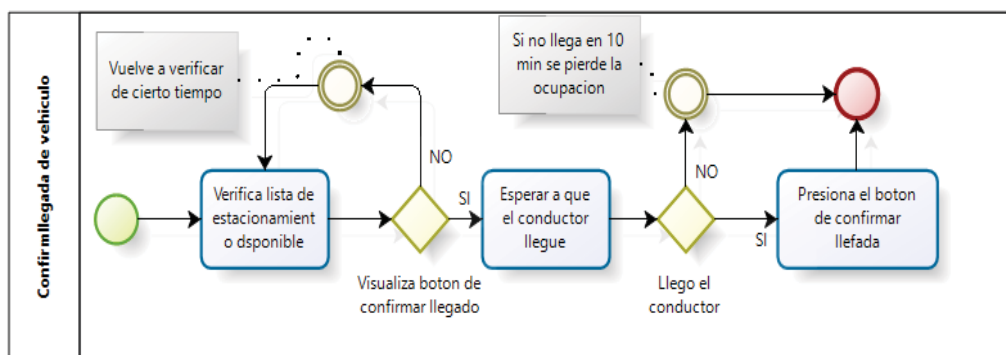 Confirmllegada de vehiculo
Vuelve a verificar
de cierto tiempo
Si no llega en 10
min se pierde la
ocupacion
NO
NO
Verifica lista de
estacionamient
o dsponible
SI
Esperar a que
el conductor
llegue
SI
Presiona el boton
de confirmar
llefada
Visualiza boton de
confirmar llegado
Llego el
conductor